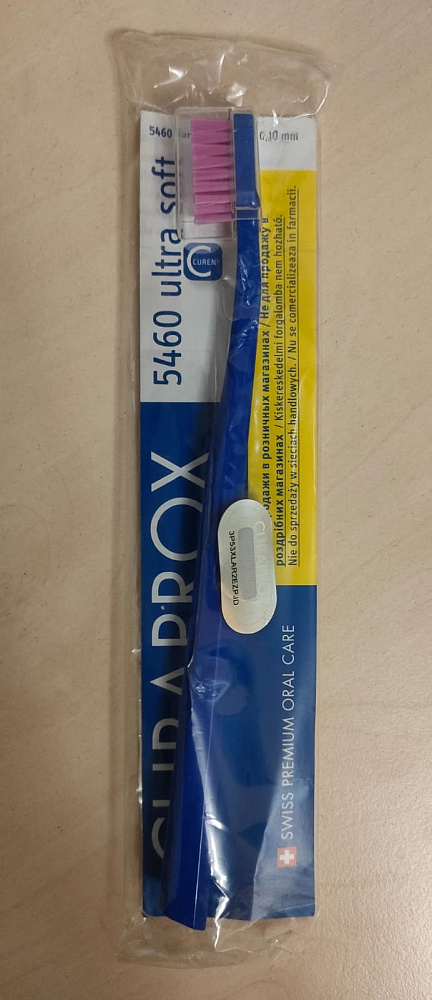 5460
0,10 mm
5460 ultra soft
CUREN®
CURAPROX
3P53XLAR2EZPJD
розничных магазинах / Не для продажу в
роздрібних магазинах / Kiskereskedelmi forgalomba nem hozható.
Nie do sprzedaży w sieciach handlowych. / Nu se comercializeaza in farmacii.
SWISS PREMIUM ORAL CARE